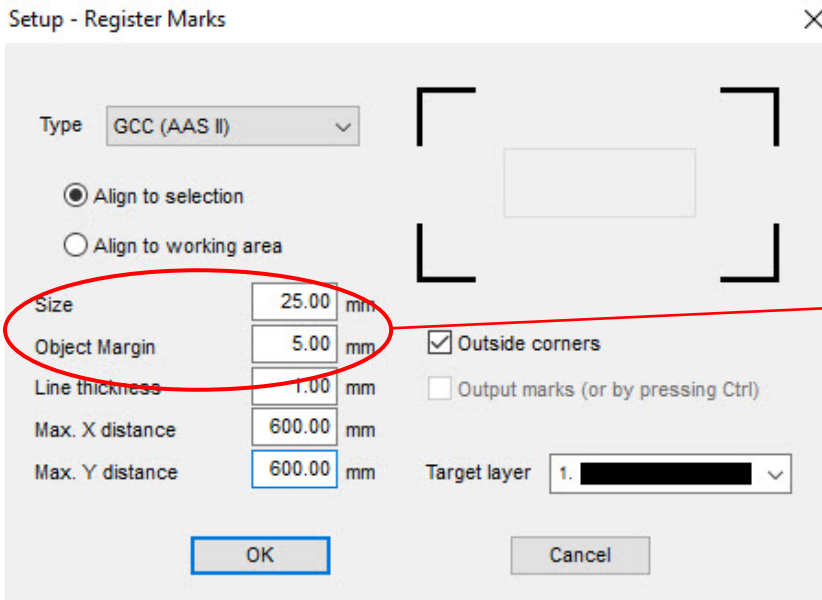 Setup - Register Marks
Type GCC (AAS II)
Align to selection
Align to working area
Size 25.00 mm
Object Margin 5.00 mm
Outside corners
Line thickness 1.00 mm
Output marks (or by pressing Ctrl)
Max. X distance 600.00 mm
Max. Y distance 600.00 mm
Target layer 1.
OK Cancel